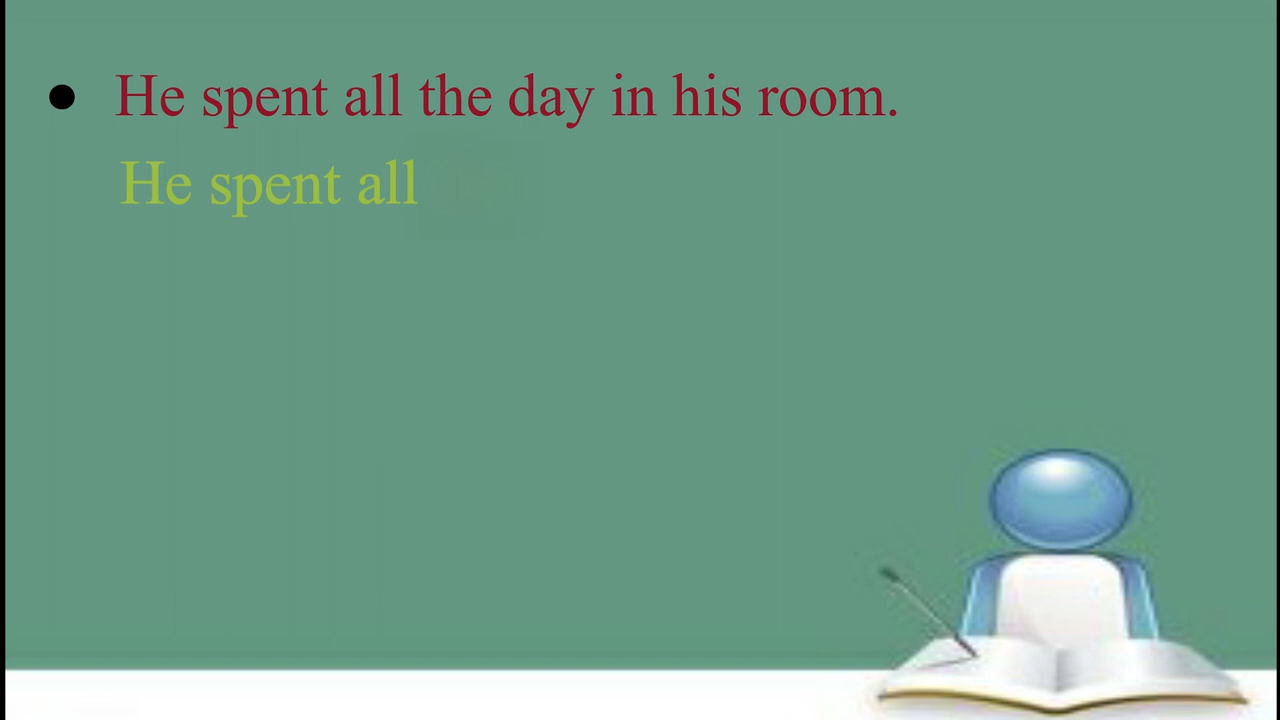 ● He spent all the day in his room.
He spent all